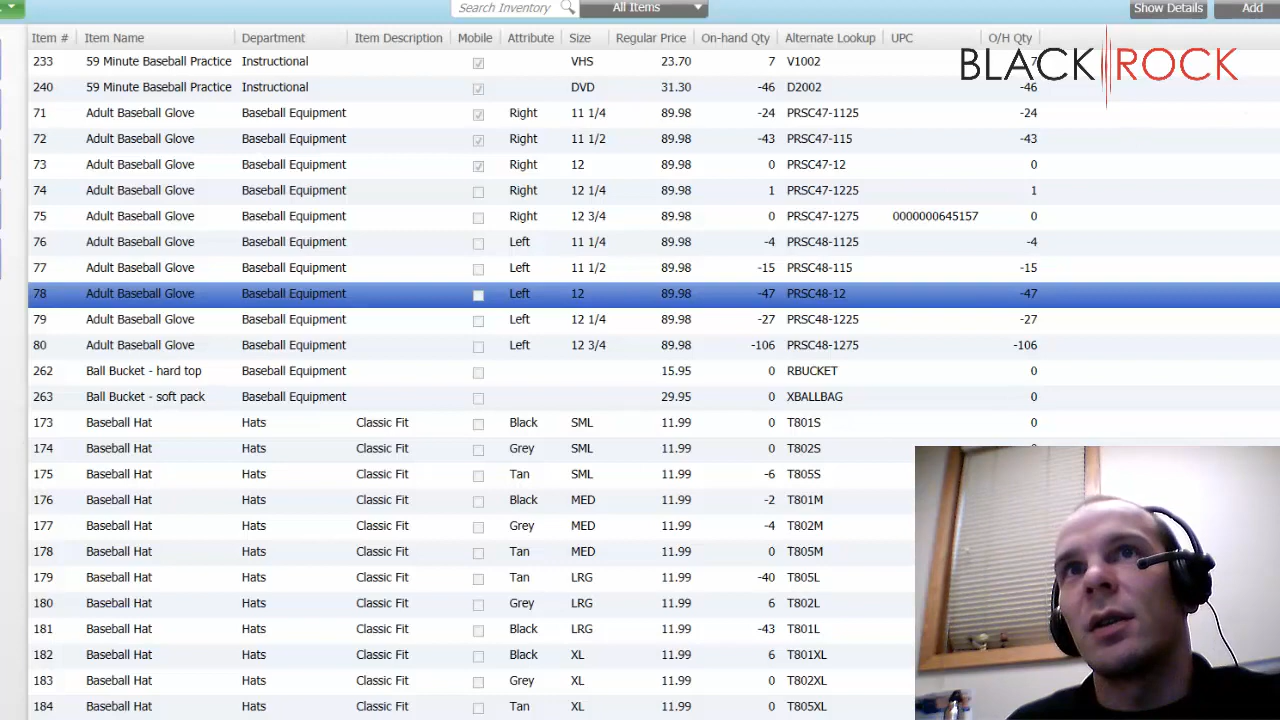 Search Inventory All Items Show Details Add
Item # Item Name Department Item Description Mobile Attribute Size Regular Price On-hand Qty Alternate Lookup UPC O/H Qty
BLACK ROCK
233 59 Minute Baseball Practice Instructional VHS 23.70 7 V1002 7
240 59 Minute Baseball Practice Instructional DVD 31.30 -46 D2002 -46
71 Adult Baseball Glove Baseball Equipment Right 11 1/4 89.98 -24 PRSC47-1125 -24
72 Adult Baseball Glove Baseball Equipment Right 11 1/2 89.98 -43 PRSC47-115 -43
73 Adult Baseball Glove Baseball Equipment Right 12 89.98 0 PRSC47-12 0
74 Adult Baseball Glove Baseball Equipment Right 12 1/4 89.98 1 PRSC47-1225 1
75 Adult Baseball Glove Baseball Equipment Right 12 3/4 89.98 0 PRSC47-1275 0000000645157 0
76 Adult Baseball Glove Baseball Equipment Left 11 1/4 89.98 -4 PRSC48-1125 -4
77 Adult Baseball Glove Baseball Equipment Left 11 1/2 89.98 -15 PRSC48-115 -15
78 Adult Baseball Glove Baseball Equipment Left 12 89.98 -47 PRSC48-12 -47
79 Adult Baseball Glove Baseball Equipment Left 12 1/4 89.98 -27 PRSC48-1225 -27
80 Adult Baseball Glove Baseball Equipment Left 12 3/4 89.98 -106 PRSC48-1275 -106
262 Ball Bucket - hard top Baseball Equipment 15.95 0 RBUCKET 0
263 Ball Bucket - soft pack Baseball Equipment 29.95 0 XBALLBAG 0
173 Baseball Hat Hats Classic Fit Black SML 11.99 0 T801S 0
174 Baseball Hat Hats Classic Fit Grey SML 11.99 0 T802S
175 Baseball Hat Hats Classic Fit Tan SML 11.99 -6 T805S
176 Baseball Hat Hats Classic Fit Black MED 11.99 -2 T801M
177 Baseball Hat Hats Classic Fit Grey MED 11.99 -4 T802M
178 Baseball Hat Hats Classic Fit Tan MED 11.99 0 T805M
179 Baseball Hat Hats Classic Fit Tan LRG 11.99 -40 T805L
180 Baseball Hat Hats Classic Fit Grey LRG 11.99 6 T802L
181 Baseball Hat Hats Classic Fit Black LRG 11.99 -43 T801L
182 Baseball Hat Hats Classic Fit Black XL 11.99 6 T801XL
183 Baseball Hat Hats Classic Fit Grey XL 11.99 0 T802XL
184 Baseball Hat Hats Classic Fit Tan XL 11.99 0 T805XL